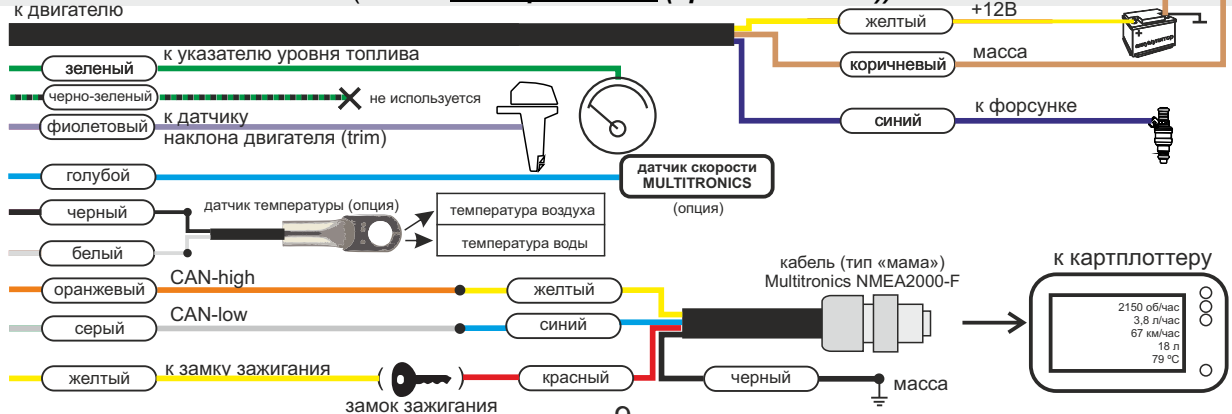 к двигателю
желтый
+12В
аккумулятор
коричневый
масса
синий
к форсунке
зеленый
к указателю уровня топлива
черно-зеленый
не используется
фиолетовый
к датчику
наклона двигателя (trim)
голубой
датчик скорости
MULTITRONICS
(опция)
черный
датчик температуры (опция)
температура воздуха
температура воды
белый
оранжевый
CAN-high
желтый
серый
CAN-low
синий
кабель (тип «мама»)
Multitronics NMEA2000-F
к картплоттеру
2150 об/час
3,8 л/час
67 км/час
18 л
79 ºC
желтый
к замку зажигания
замок зажигания
красный
черный
масса